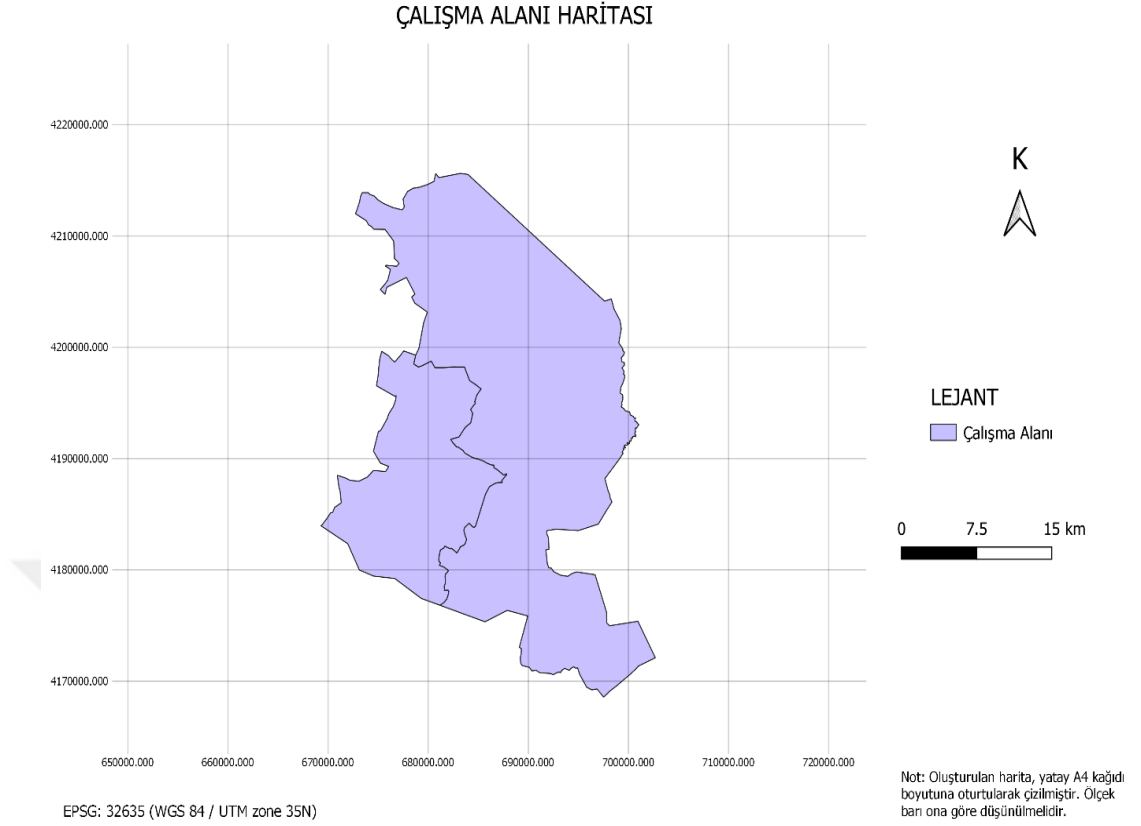 ÇALIŞMA ALANI HARİTASI
4220000.000
4210000.000
4200000.000
4190000.000
4180000.000
4170000.000
650000.000 660000.000 670000.000 680000.000 690000.000 700000.000 710000.000 720000.000
K
LEJANT
Çalışma Alanı
0 7.5 15 km
EPSG: 32635 (WGS 84 / UTM zone 35N)
Not: Oluşturulan harita, yatay A4 kağıdı
boyutuna oturtularak çizilmiştir. Ölçek
barı ona göre düşünülmelidir.